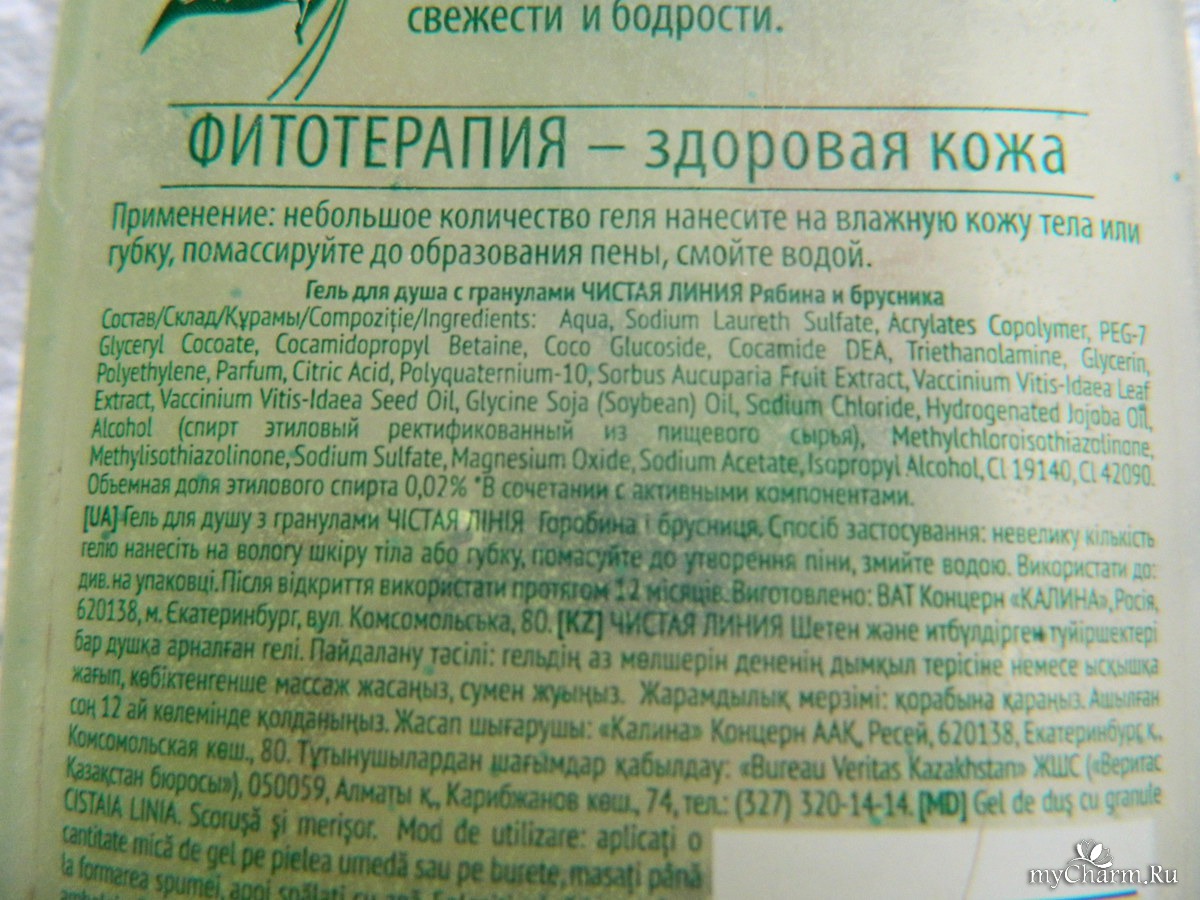 свежести и бодрости.
ФИТОТЕРАПИЯ – здоровая кожа
Применение: небольшое количество геля нанесите на влажную кожу тела или
губку, помассируйте до образования пены, смойте водой.
Гель для душа с гранулами ЧИСТАЯ ЛИНИЯ Рябина и брусника
Состав/Склад/Құрамы/Compoziție/Ingredients: Aqua, Sodium Laureth Sulfate, Acrylates Copolymer, PEG-7
Glyceryl Cocoate, Cocamidopropyl Betaine, Coco Glucoside, Cocamide DEA, Triethanolamine, Glycerin,
Polyethylene, Parfum, Citric Acid, Polyquaternium-10, Sorbus Aucuparia Fruit Extract, Vaccinium Vitis-Idaea Leaf
Extract, Vaccinium Vitis-Idaea Seed Oil, Glycine Soja (Soybean) Oil, Sodium Chloride, Hydrogenated Jojoba Oil,
Alcohol (спирт этиловый ректификованный из пищевого сырья), Methylchloroisothiazolinone,
Methylisothiazolinone, Sodium Sulfate, Magnesium Oxide, Sodium Acetate, Isopropyl Alcohol, CI 19140, CI 42090.
Объемная доля этилового спирта 0,02% *В сочетании с активными компонентами.
[UA] Гель для душу з гранулами ЧІСТАЯ ЛІНІЯ Горобина і брусниця. Спосіб застосування: невелику кількість
гелю нанесіть на вологу шкіру тіла або губку, помасуйте до утворення піни, змийте водою. Використати до:
див. на упаковці. Після відкриття використати протягом 12 місяців. Виготовлено: ВАТ Концерн «КАЛИНА», Росія,
620138, м. Єкатеринбург, вул. Комсомольська, 80. [KZ] ЧИСТАЯ ЛИНИЯ Шетен және итбүлдірген түйіршектері
бар душқа арналған гелі. Пайдалану тәсілі: гельдің аз мөлшерін дененің дымқыл терісіне немесе ысқышқа
жағып, көбіктенгенше массаж жасаңыз, сумен жуыңыз. Жарамдылық мерзімі: қорабына қараңыз. Ашылған
соң 12 ай көлемінде қолданыңыз. Жасап шығарушы: «Калина» Концерн ААҚ, Ресей, 620138, Екатеринбург қ.,
Комсомольская көш., 80. Тұтынушылардан шағымдар қабылдау: «Bureau Veritas Kazakhstan» ЖШС («Веритас
Қазақстан бюросы»), 050059, Алматы қ., Карибжанов көш., 74, тел.: (327) 320-14-14. [MD] Gel de duș cu granule
CISTAIA LINIA. Scorușă și merișor. Mod de utilizare: aplicați o
cantitate mică de gel pe pielea umedă sau pe burete, masați până
la formarea spumei, apoi spălați cu apă.
myCharm.Ru